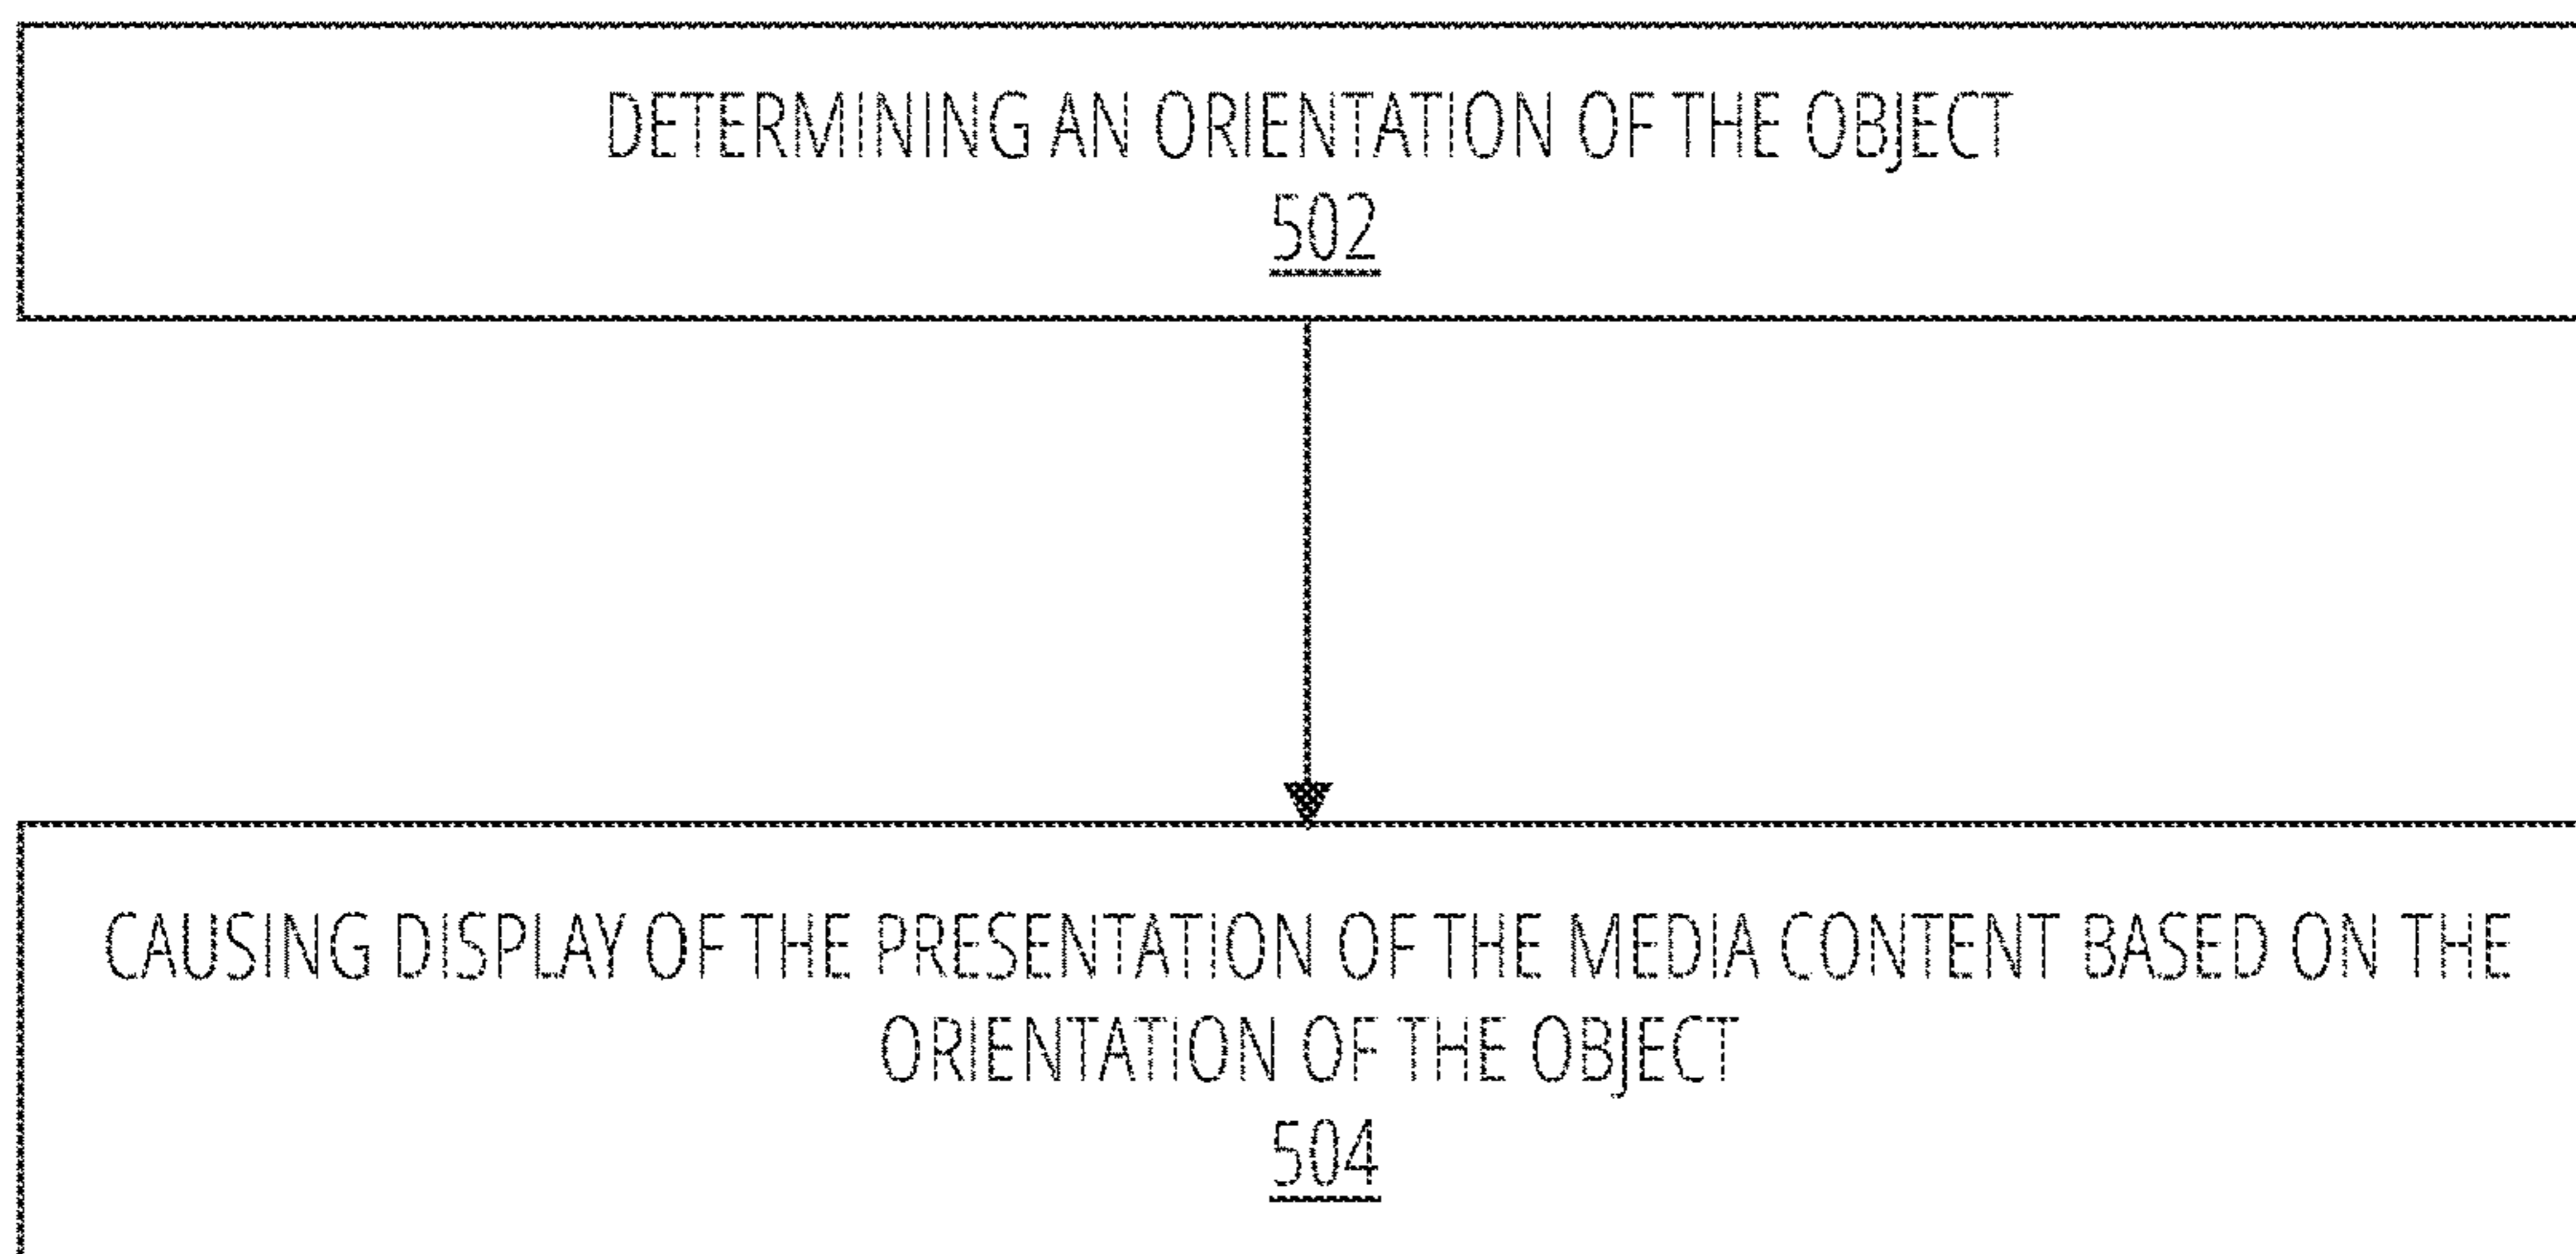 DETERMINING AN ORIENTATION OF THE OBJECT
502
CAUSING DISPLAY OF THE PRESENTATION OF THE MEDIA CONTENT BASED ON THE
ORIENTATION OF THE OBJECT
504